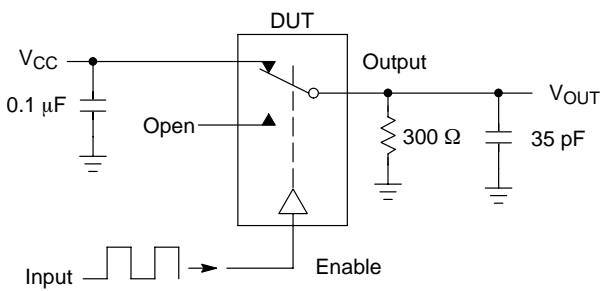 DUT
VCC
Output
VOUT
0.1 μF
Open
300 Ω
35 pF
Input
Enable